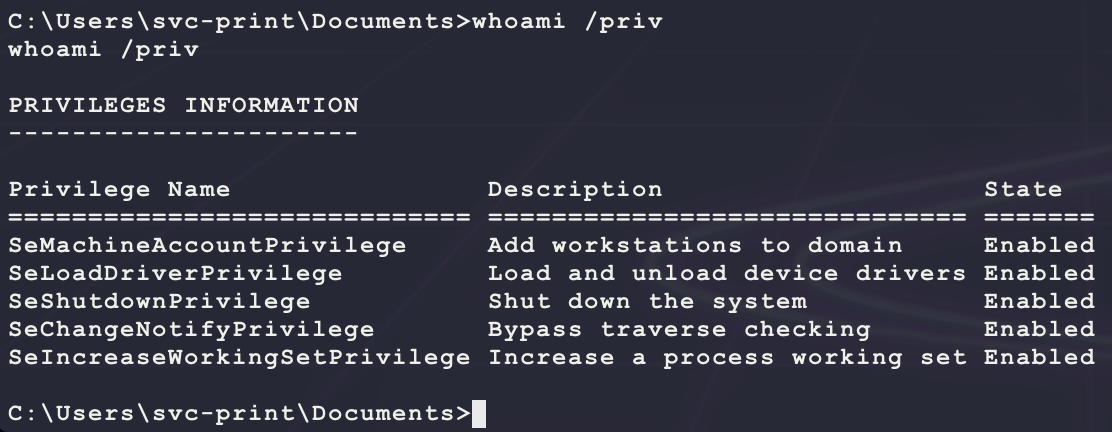 C:\Users\svc-print\Documents>whoami /priv
whoami /priv
PRIVILEGES INFORMATION
----------------------
Privilege Name                Description                    State
============================= ============================== =======
SeMachineAccountPrivilege     Add workstations to domain     Enabled
SeLoadDriverPrivilege         Load and unload device drivers Enabled
SeShutdownPrivilege           Shut down the system           Enabled
SeChangeNotifyPrivilege       Bypass traverse checking       Enabled
SeIncreaseWorkingSetPrivilege Increase a process working set Enabled
C:\Users\svc-print\Documents>